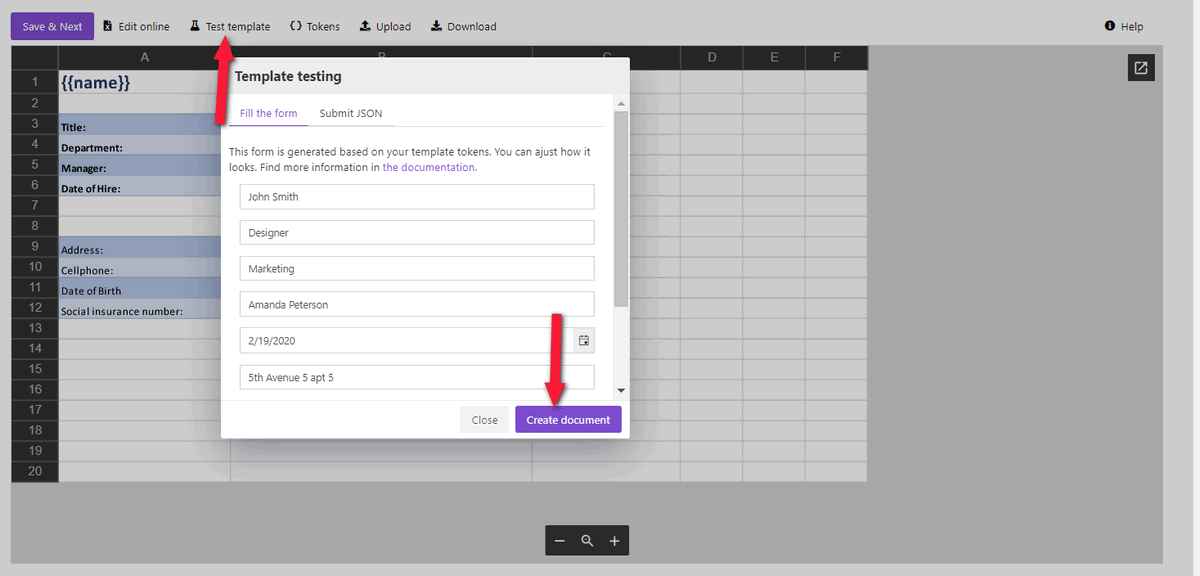 Save & Next Edit online Test template Tokens Upload Download Help
A B C D E F
1 {{name}}
2
3 Title:
4 Department:
5 Manager:
6 Date of Hire:
7
8
9 Address:
10 Cellphone:
11 Date of Birth
12 Social insurance number:
13
14
15
16
17
18
19
20
Template testing
Fill the form Submit JSON
This form is generated based on your template tokens. You can ajust how it
looks. Find more information in the documentation.
John Smith
Designer
Marketing
Amanda Peterson
2/19/2020
5th Avenue 5 apt 5
Close Create document